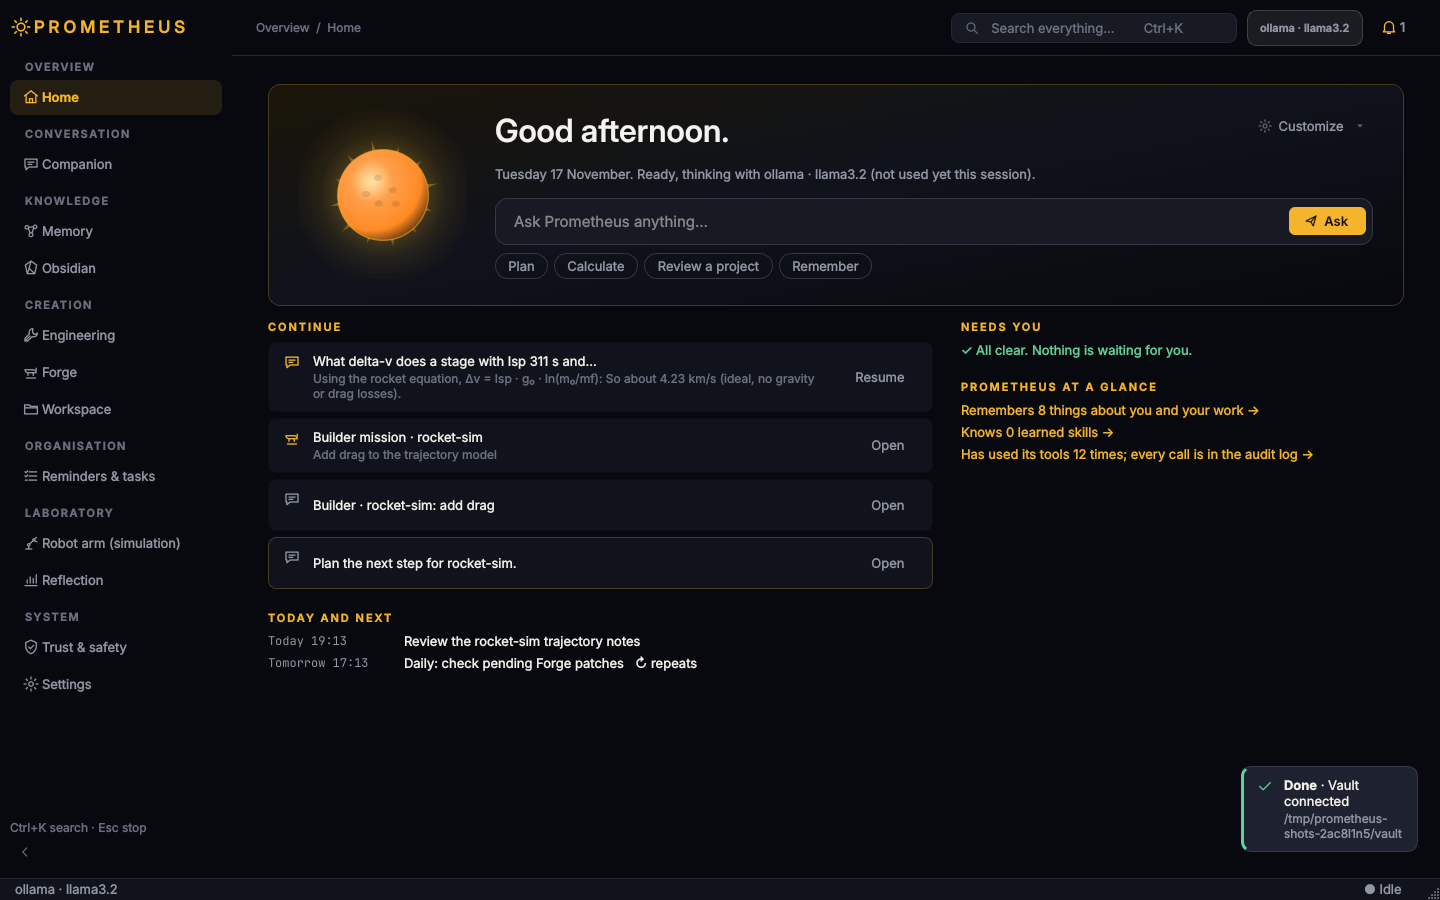 PROMETHEUS
Overview / Home
Search everything... Ctrl+K
ollama · llama3.2
1
OVERVIEW
Home
CONVERSATION
Companion
KNOWLEDGE
Memory
Obsidian
CREATION
Engineering
Forge
Workspace
ORGANISATION
Reminders & tasks
LABORATORY
Robot arm (simulation)
Reflection
SYSTEM
Trust & safety
Settings
Ctrl+K search · Esc stop
Good afternoon.
Customize
Tuesday 17 November. Ready, thinking with ollama · llama3.2 (not used yet this session).
Ask Prometheus anything...
Ask
Plan
Calculate
Review a project
Remember
CONTINUE
What delta-v does a stage with Isp 311 s and...
Using the rocket equation, Δv = Isp · g₀ · ln(m₀/mf): So about 4.23 km/s (ideal, no gravity
or drag losses).
Resume
Builder mission · rocket-sim
Add drag to the trajectory model
Open
Builder · rocket-sim: add drag
Open
Plan the next step for rocket-sim.
Open
TODAY AND NEXT
Today 19:13 Review the rocket-sim trajectory notes
Tomorrow 17:13 Daily: check pending Forge patches ↻ repeats
NEEDS YOU
✓ All clear. Nothing is waiting for you.
PROMETHEUS AT A GLANCE
Remembers 8 things about you and your work →
Knows 0 learned skills →
Has used its tools 12 times; every call is in the audit log →
Done · Vault
connected
/tmp/prometheus-
shots-2ac8l1n5/vault
ollama · llama3.2
Idle